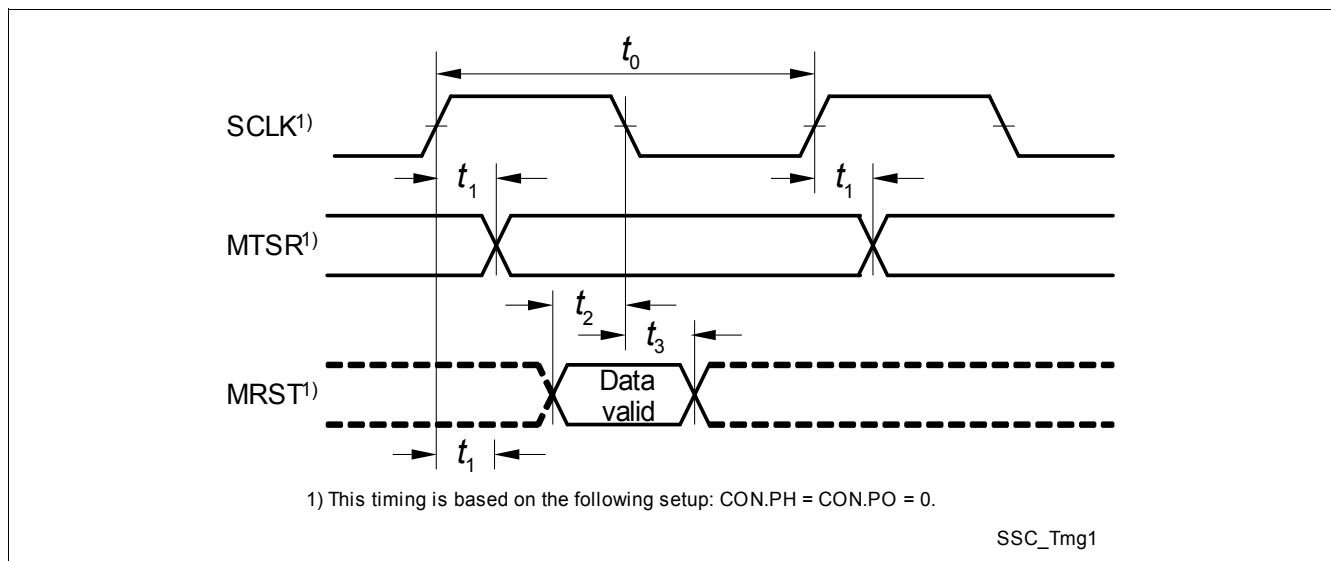 t₀
SCLK¹⁾
t₁ t₁
MTSR¹⁾
t₂
t₃
MRST¹⁾ Data
valid
t₁
1) This timing is based on the following setup: CON.PH = CON.PO = 0.
SSC_Tmg1